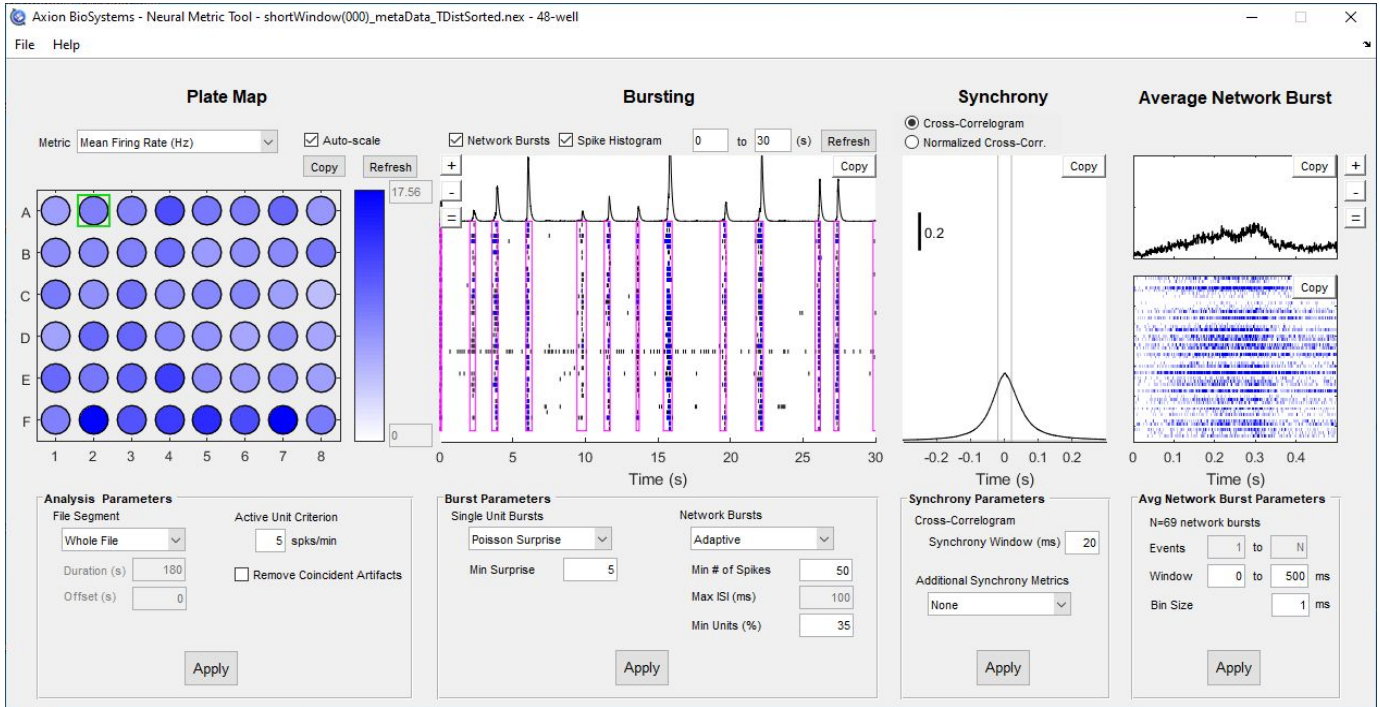 Axion BioSystems - Neural Metric Tool - shortWindow(000)_metaData_TDistSorted.nex - 48-well
File Help
Plate Map
Metric Mean Firing Rate (Hz)
Auto-scale
Copy Refresh
17.56
0
A
B
C
D
E
F
1 2 3 4 5 6 7 8
Bursting
Network Bursts Spike Histogram 0 to 30 (s) Refresh
+
-
=
Copy
0 5 10 15 20 25 30
Time (s)
Synchrony
Cross-Correlogram
Normalized Cross-Corr.
Copy
0.2
-0.2 -0.1 0 0.1 0.2
Time (s)
Average Network Burst
Copy
+
-
=
Copy
0 0.1 0.2 0.3 0.4
Time (s)
Analysis Parameters
File Segment
Whole File
Duration (s) 180
Offset (s) 0
Active Unit Criterion
5 spks/min
Remove Coincident Artifacts
Apply
Burst Parameters
Single Unit Bursts
Poisson Surprise
Min Surprise 5
Network Bursts
Adaptive
Min # of Spikes 50
Max ISI (ms) 100
Min Units (%) 35
Apply
Synchrony Parameters
Cross-Correlogram
Synchrony Window (ms) 20
Additional Synchrony Metrics
None
Apply
Avg Network Burst Parameters
N=69 network bursts
Events 1 to N
Window 0 to 500 ms
Bin Size 1 ms
Apply